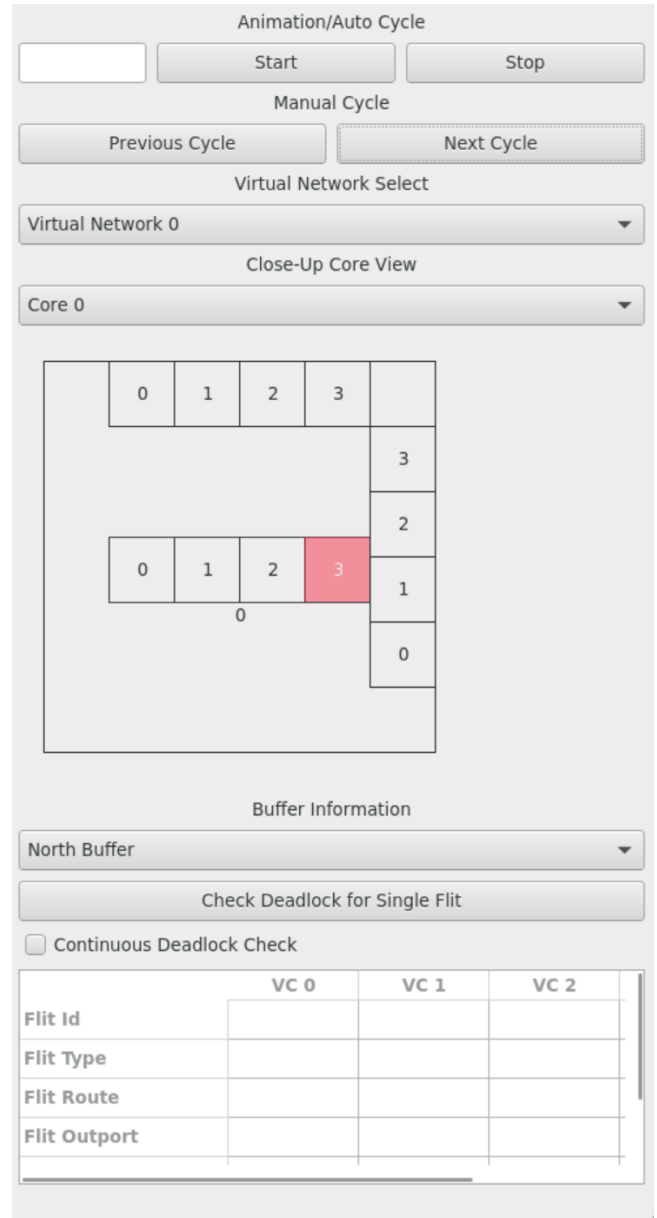 Animation/Auto Cycle
Start Stop
Manual Cycle
Previous Cycle Next Cycle
Virtual Network Select
Virtual Network 0
Close-Up Core View
Core 0
0 1 2 3
3
2
0 1 2 3
1
0
0
Buffer Information
North Buffer
Check Deadlock for Single Flit
Continuous Deadlock Check
VC 0 VC 1 VC 2
Flit Id
Flit Type
Flit Route
Flit Outport